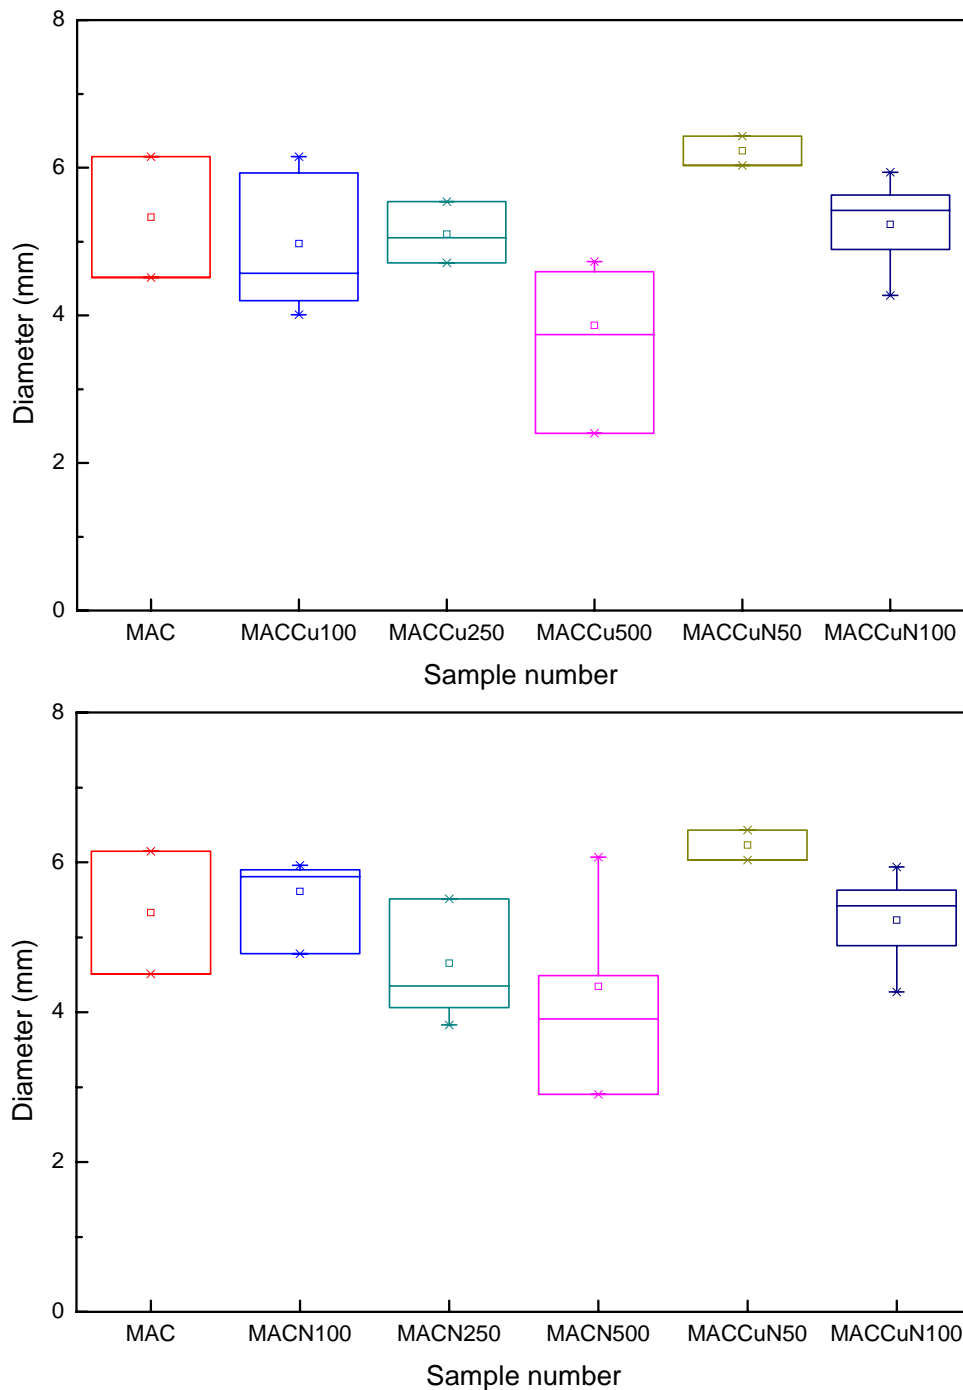 8
6
4
2
0
Diameter (mm)
MAC MACCu100 MACCu250 MACCu500 MACCuN50 MACCuN100
Sample number
8
6
4
2
0
Diameter (mm)
MAC MACN100 MACN250 MACN500 MACCuN50 MACCuN100
Sample number